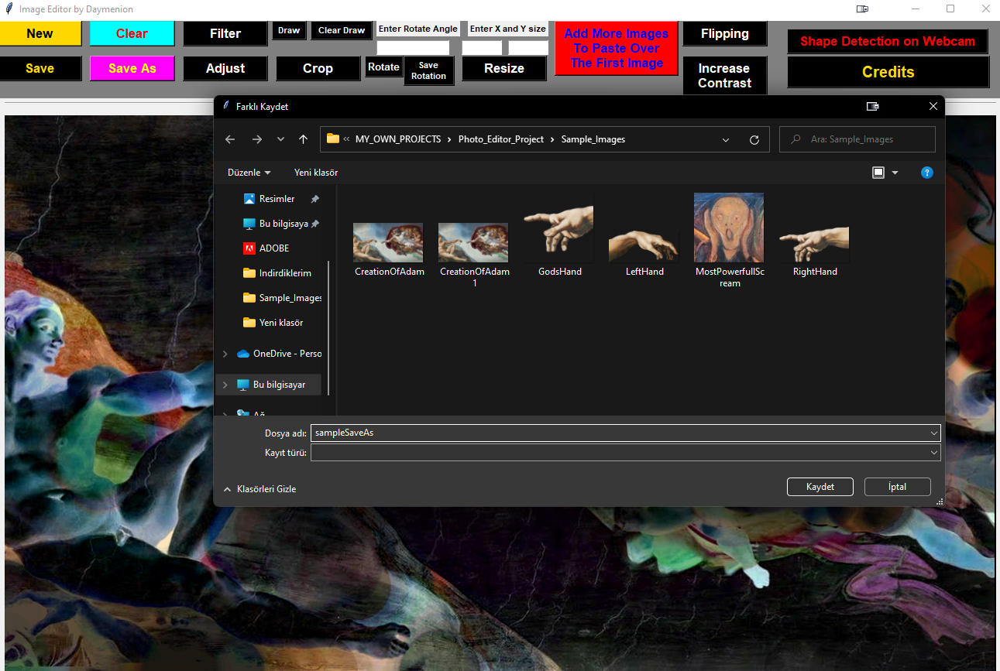 Image Editor by Daymenion
New
Clear
Filter
Draw
Clear Draw
Enter Rotate Angle
Enter X and Y size
Add More Images
To Paste Over
The First Image
Flipping
Shape Detection on Webcam
Save
Save As
Adjust
Crop
Rotate
Save
Rotation
Resize
Increase
Contrast
Credits
Farklı Kaydet
« MY_OWN_PROJECTS › Photo_Editor_Project › Sample_Images
Ara: Sample_Images
Düzenle
Yeni klasör
Resimler
Bu bilgisaya
ADOBE
Indirdiklerim
Sample_Images
Yeni klasör
OneDrive - Perso
Bu bilgisayar
Ağ
CreationOfAdam
CreationOfAdam
1
GodsHand
LeftHand
MostPowerfullSc
ream
RightHand
Dosya adı: sampleSaveAs
Kayıt türü:
Klasörleri Gizle
Kaydet
İptal